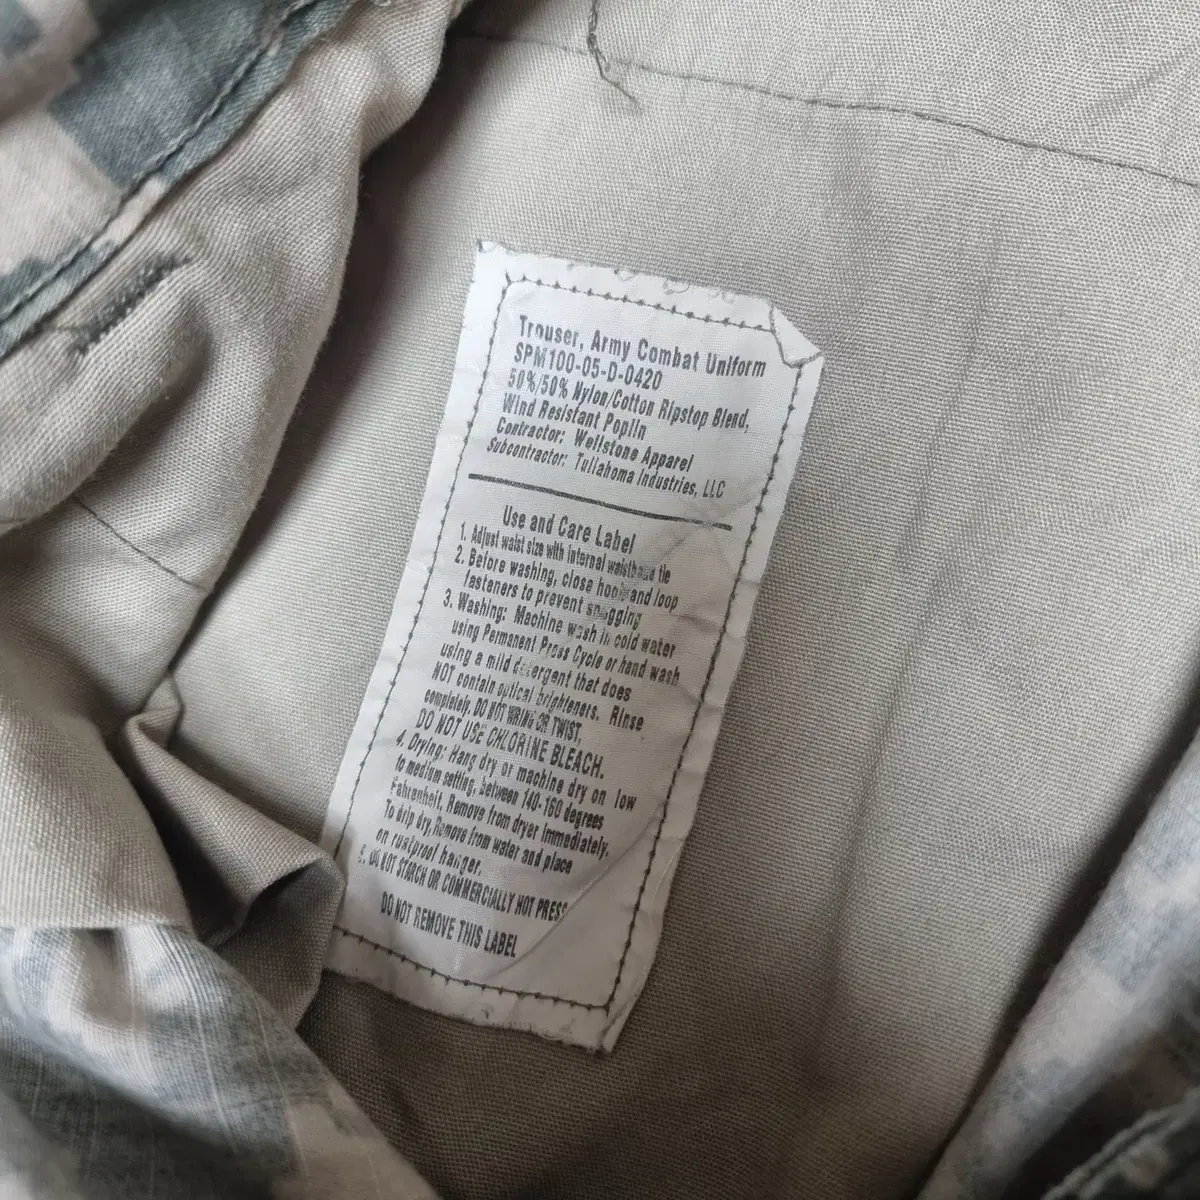 Trouser, Army Combat Uniform
SPM100-05-D-0420
50%/50% Nylon/Cotton Ripstop Blend,
Wind Resistant Poplin
Contractor: Wellstone Apparel
Subcontractor: Tullahoma Industries, LLC
Use and Care Label
1. Adjust waist size with internal waistband tie
2. Before washing, close hook and loop
fasteners to prevent snagging
3. Washing: Machine wash in cold water
using Permanent Press Cycle or hand wash
using a mild detergent that does
NOT contain optical brighteners. Rinse
completely. DO NOT WRING OR TWIST,
DO NOT USE CHLORINE BLEACH.
4. Drying: Hang dry or machine dry on low
to medium setting, between 140-160 degrees
Fahrenheit. Remove from dryer immediately.
To drip dry, Remove from water and place
on rustproof hanger.
5. DO NOT STARCH OR COMMERCIALLY HOT PRESS
DO NOT REMOVE THIS LABEL